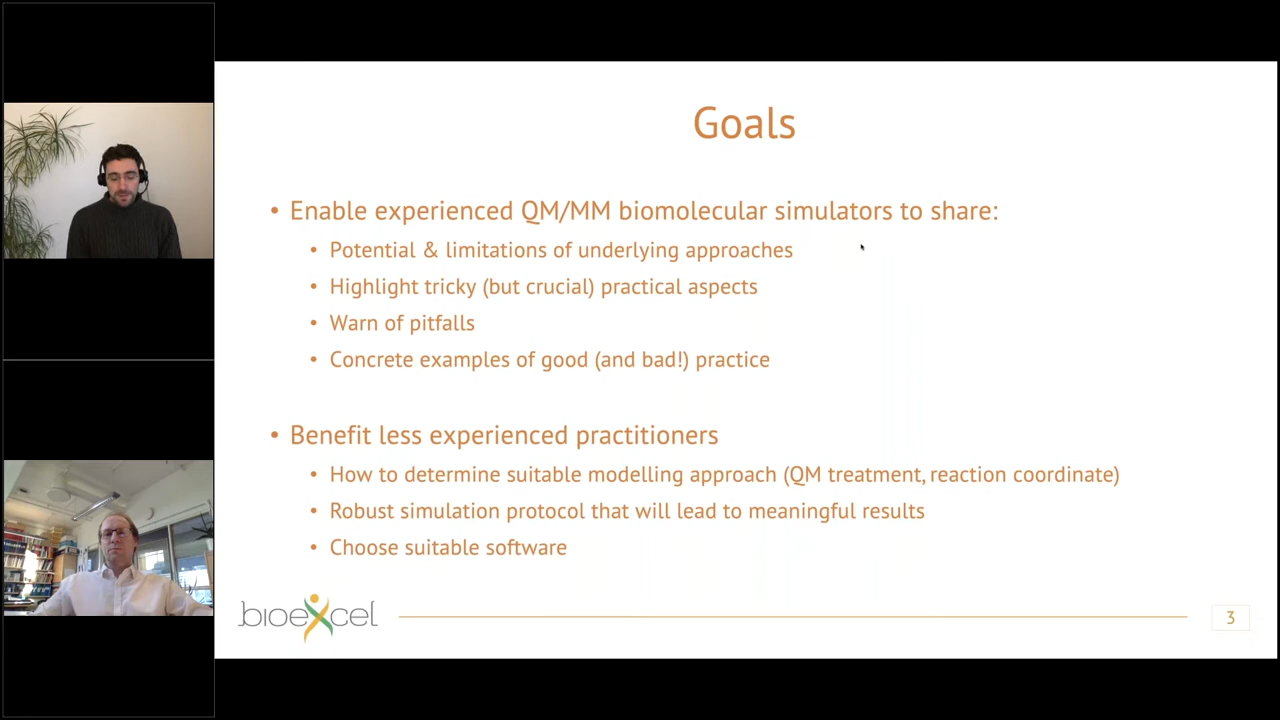 Goals
• Enable experienced QM/MM biomolecular simulators to share:
• Potential & limitations of underlying approaches
• Highlight tricky (but crucial) practical aspects
• Warn of pitfalls
• Concrete examples of good (and bad!) practice
• Benefit less experienced practitioners
• How to determine suitable modelling approach (QM treatment, reaction coordinate)
• Robust simulation protocol that will lead to meaningful results
• Choose suitable software
bioexcel
3